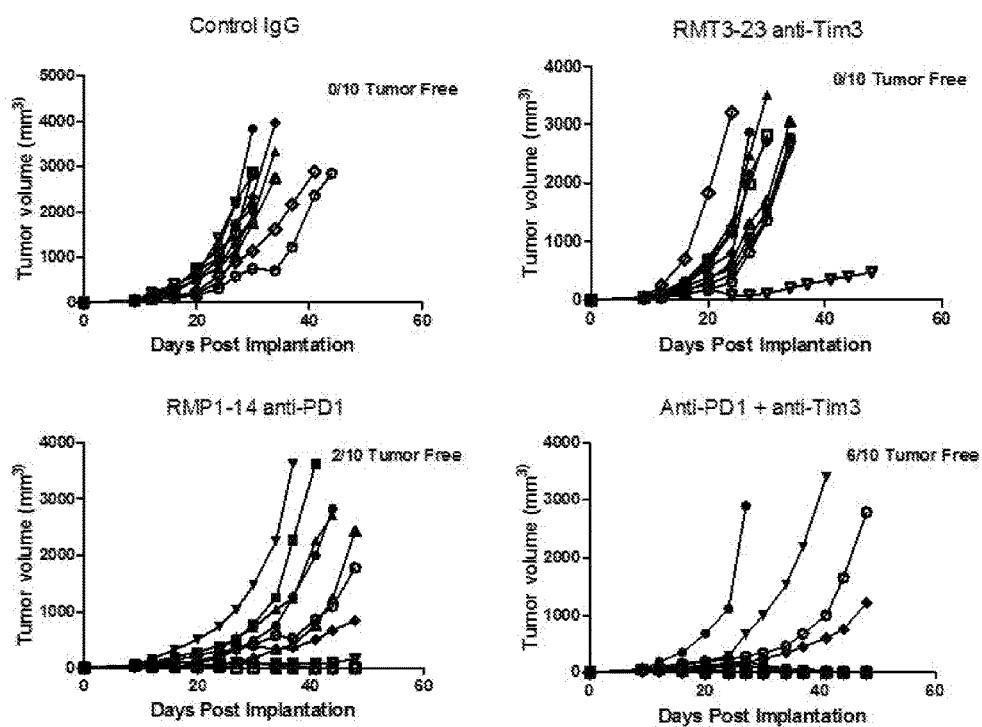 Control IgG
RMT3-23 anti-Tim3
5000
4000
3000
2000
1000
0
Tumor volume (mm³)
0/10 Tumor Free
0
20
40
60
Days Post Implantation
4000
3000
2000
1000
0
Tumor volume (mm³)
0/10 Tumor Free
0
20
40
60
Days Post Implantation
RMP1-14 anti-PD1
Anti-PD1 + anti-Tim3
4000
3000
2000
1000
0
Tumor volume (mm³)
2/10 Tumor Free
0
20
40
60
Days Post Implantation
4000
3000
2000
1000
0
Tumor volume (mm³)
6/10 Tumor Free
0
20
40
60
Days Post Implantation